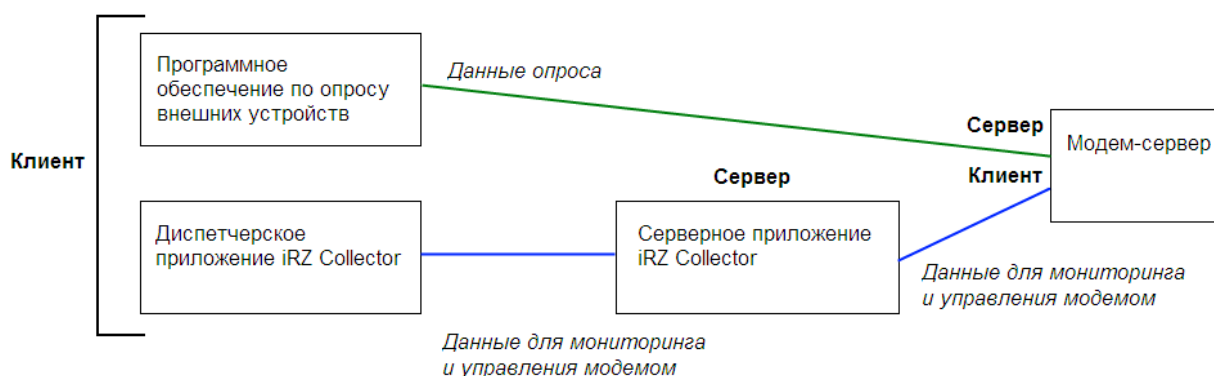 Программное
обеспечение по опросу
внешних устройств
Данные опроса
Сервер
Модем-сервер
Клиент
Клиент
Сервер
Диспетчерское
приложение iRZ Collector
Серверное приложение
iRZ Collector
Данные для мониторинга
и управления модемом
Данные для мониторинга
и управления модемом